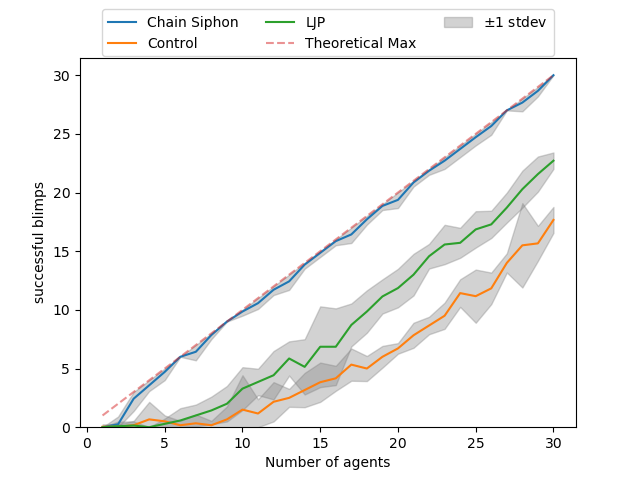 Chain Siphon
Control
LJP
Theoretical Max
±1 stdev
30
25
20
15
10
5
0
successful blimps
0 5 10 15 20 25 30
Number of agents